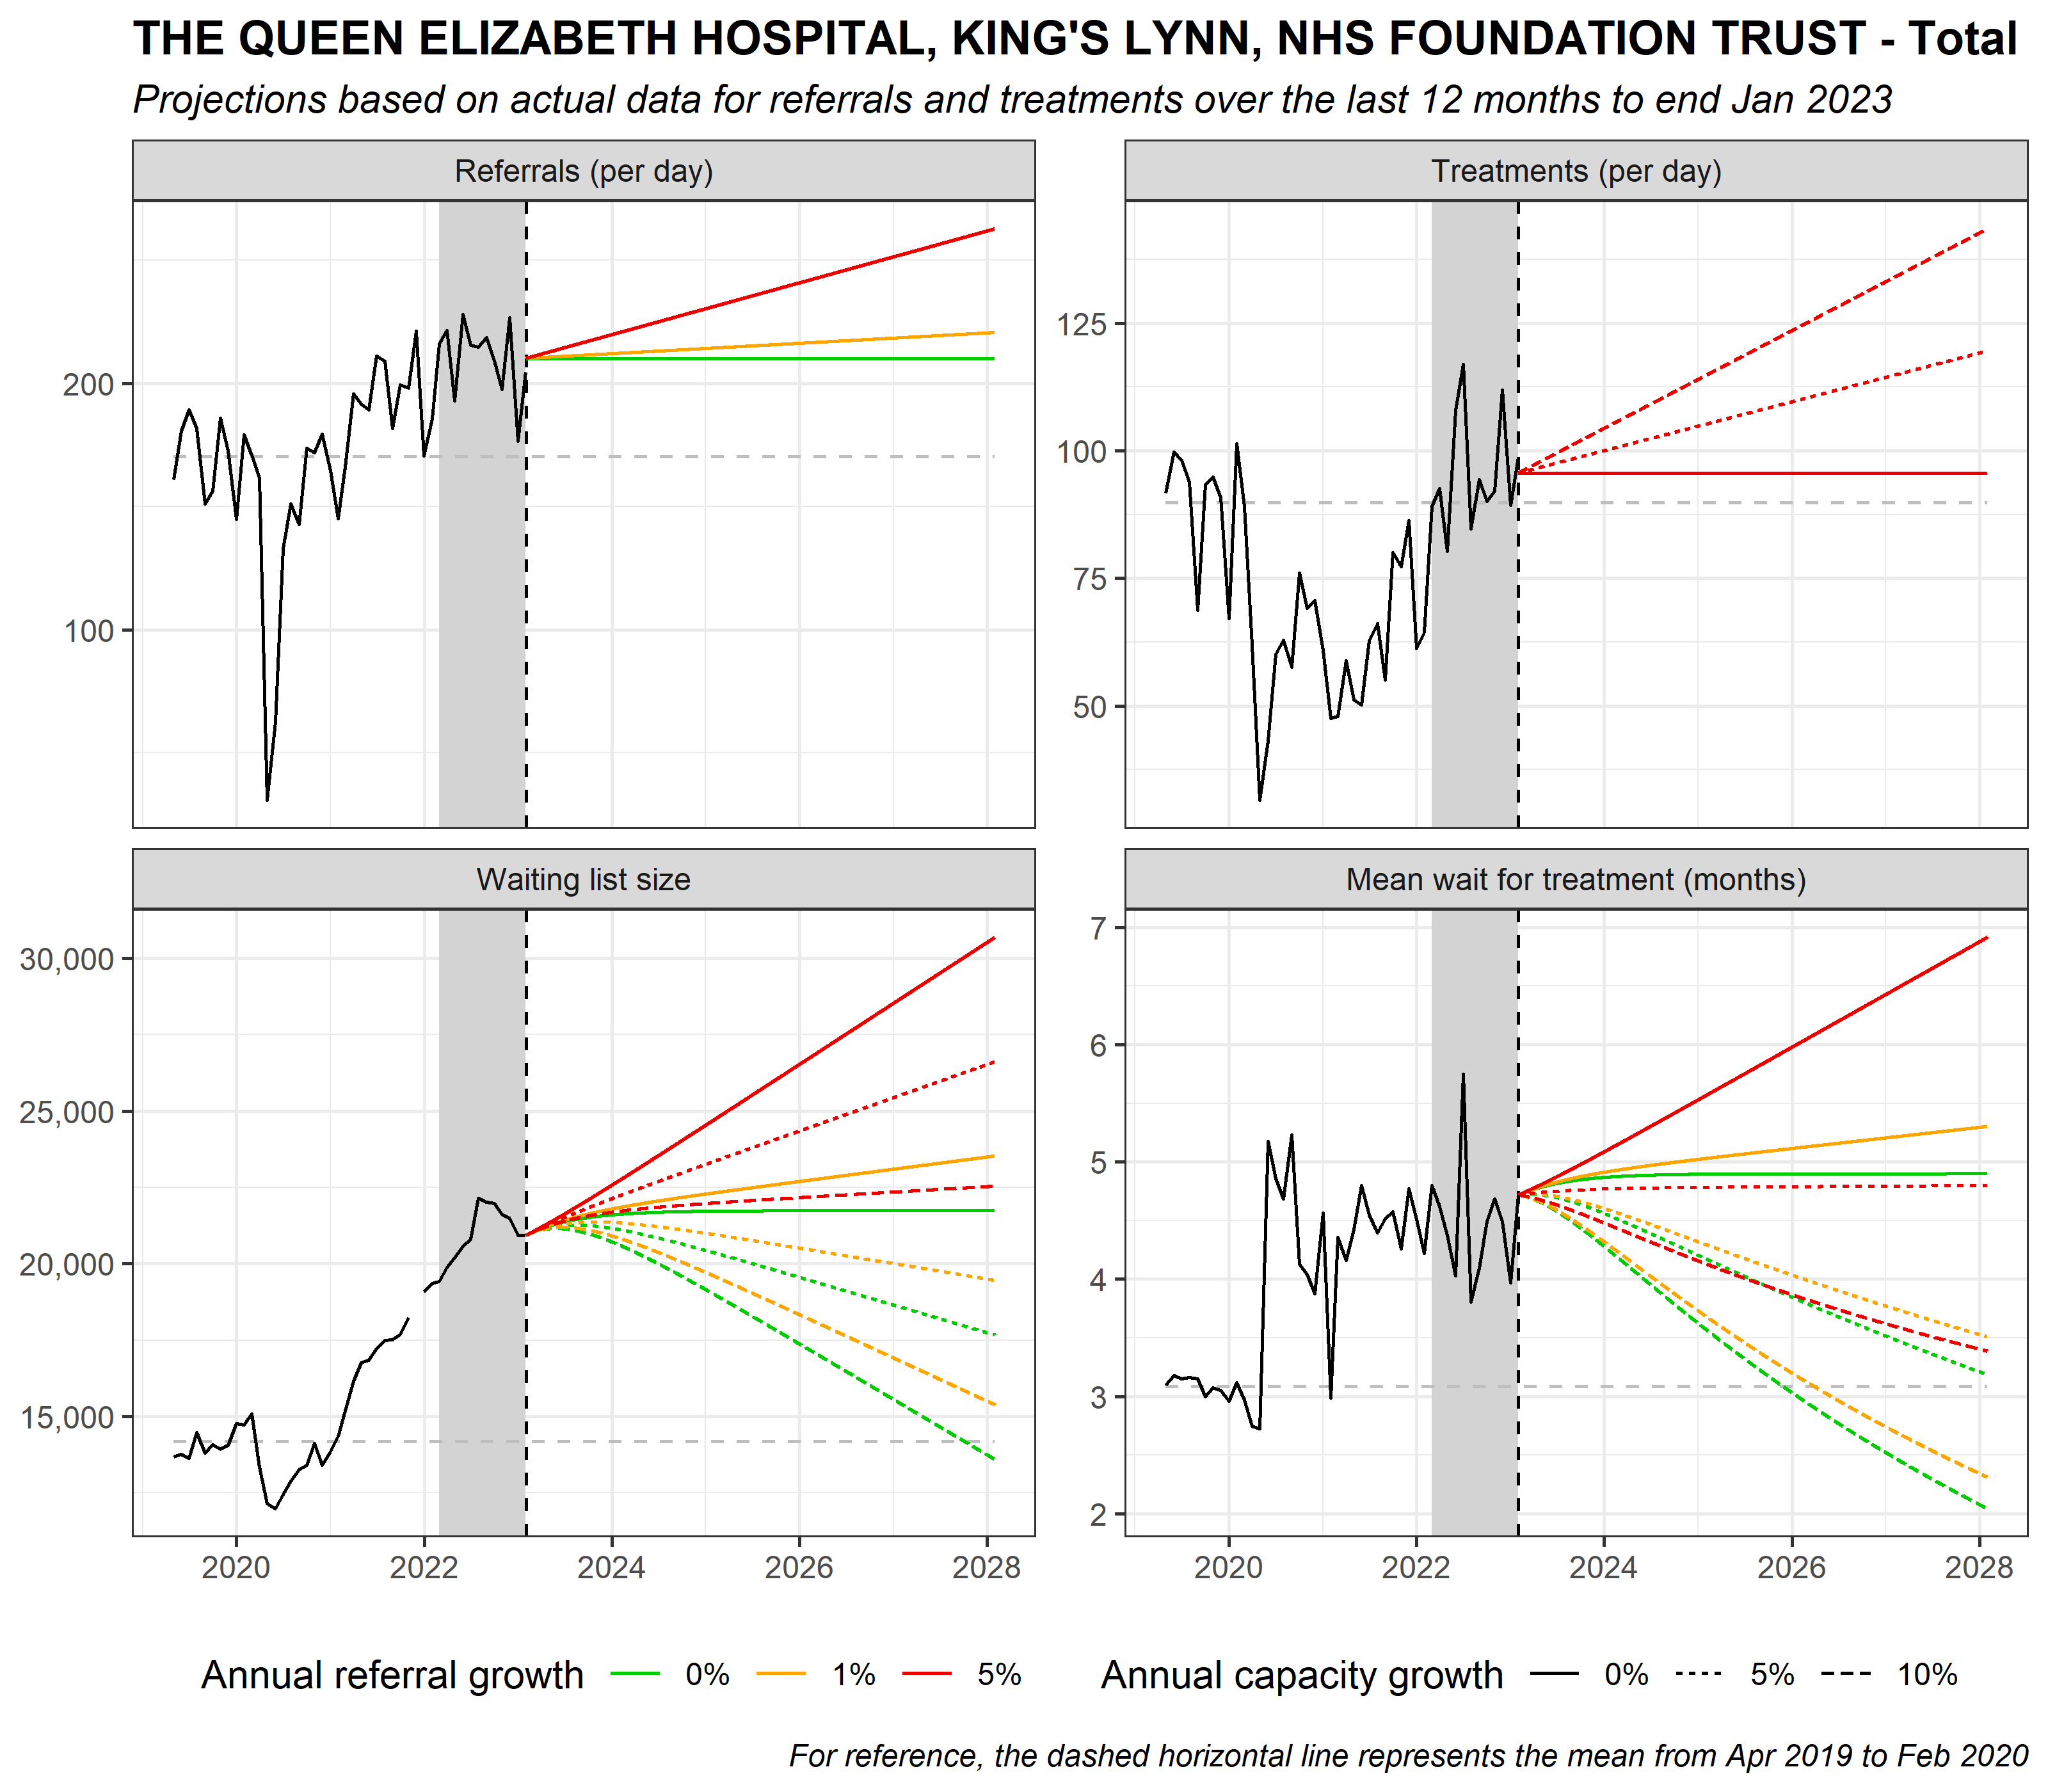 THE QUEEN ELIZABETH HOSPITAL, KING'S LYNN, NHS FOUNDATION TRUST - Total
Projections based on actual data for referrals and treatments over the last 12 months to end Jan 2023
Referrals (per day)
200
100
Treatments (per day)
125
100
75
50
Waiting list size
30,000
25,000
20,000
15,000
2020 2022 2024 2026 2028
Mean wait for treatment (months)
7
6
5
4
3
2
2020 2022 2024 2026 2028
Annual referral growth 0% 1% 5%
Annual capacity growth 0% 5% 10%
For reference, the dashed horizontal line represents the mean from Apr 2019 to Feb 2020